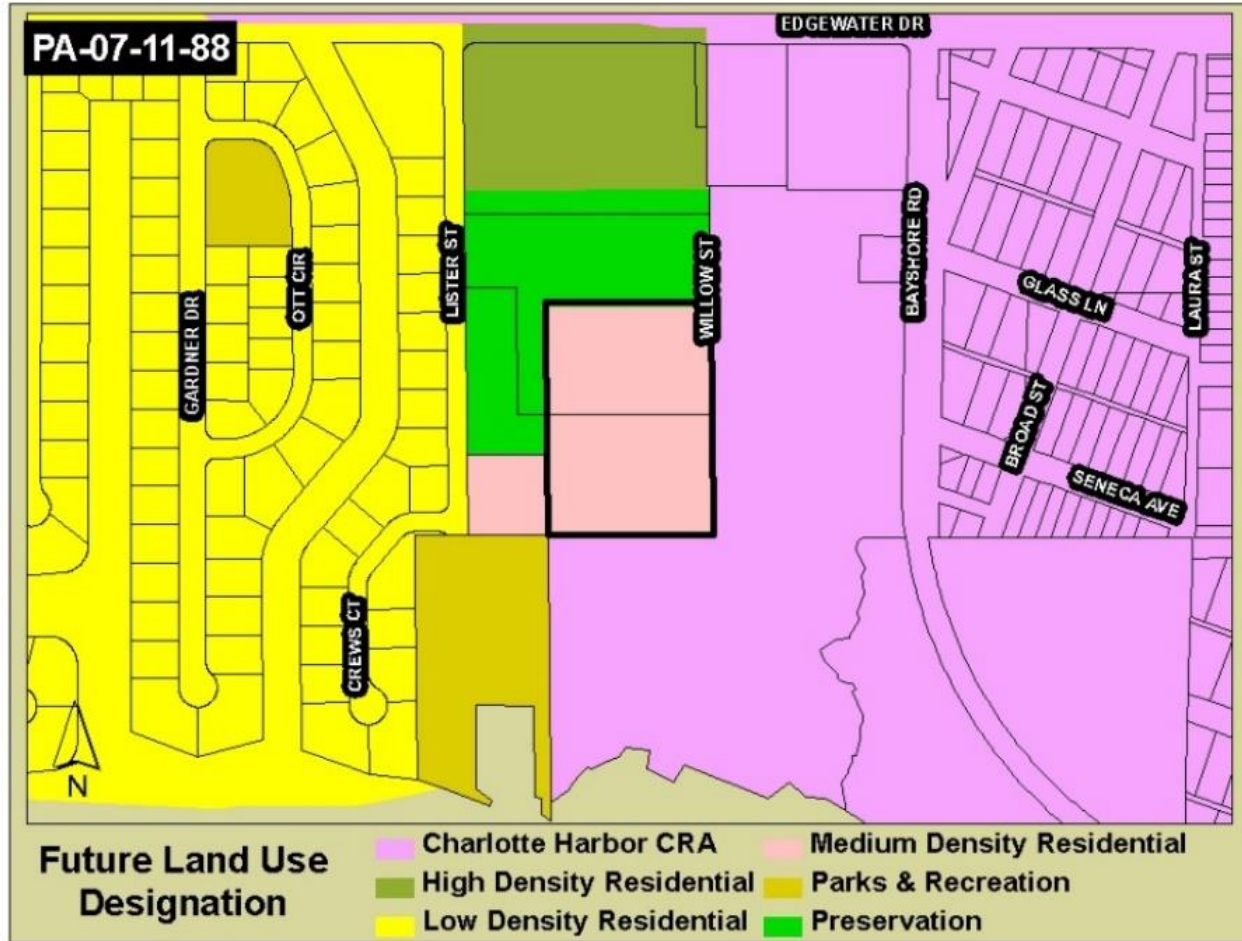 PA-07-11-88
EDGEWATER DR
LISTER ST
WILLOW ST
BAYSHORE RD
LAURA ST
GLASS LN
OTT CIR
GARDNER DR
BROAD ST
SENECA AVE
CREWS CT
N
Future Land Use
Designation
Charlotte Harbor CRA
High Density Residential
Low Density Residential
Medium Density Residential
Parks & Recreation
Preservation